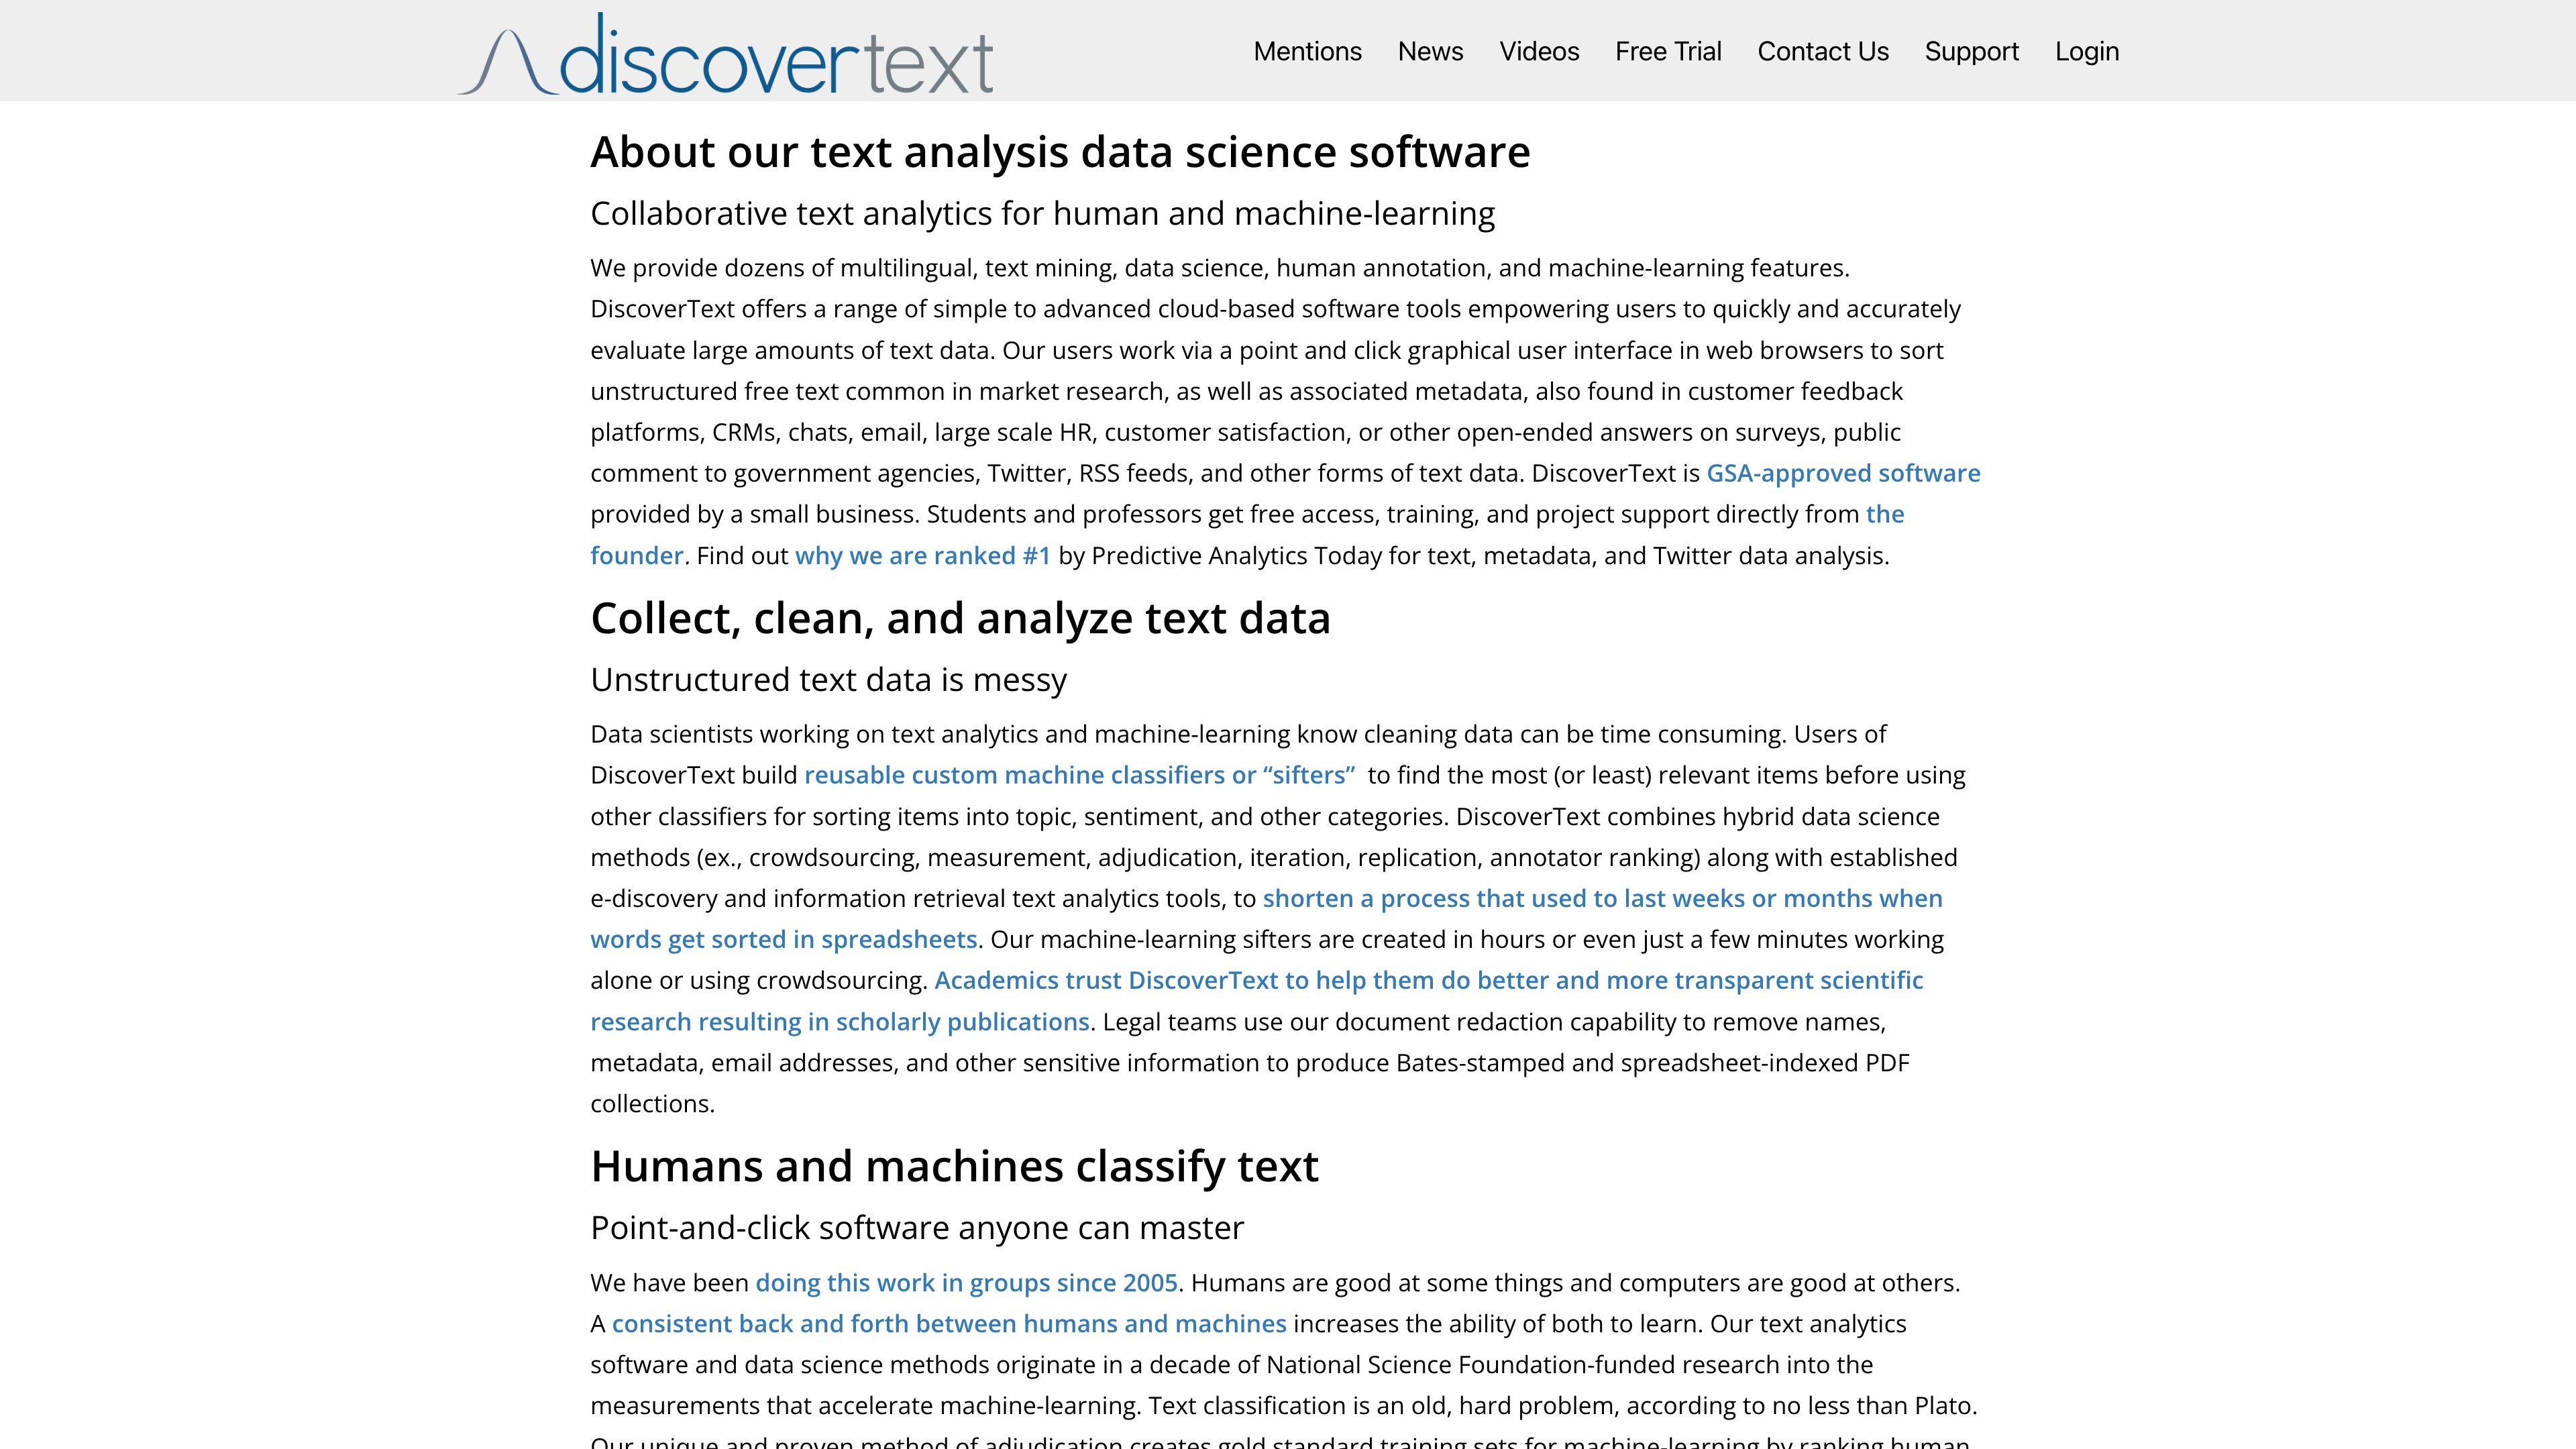 discovertext
Mentions News Videos Free Trial Contact Us Support Login
About our text analysis data science software
Collaborative text analytics for human and machine-learning
We provide dozens of multilingual, text mining, data science, human annotation, and machine-learning features.
DiscoverText offers a range of simple to advanced cloud-based software tools empowering users to quickly and accurately
evaluate large amounts of text data. Our users work via a point and click graphical user interface in web browsers to sort
unstructured free text common in market research, as well as associated metadata, also found in customer feedback
platforms, CRMs, chats, email, large scale HR, customer satisfaction, or other open-ended answers on surveys, public
comment to government agencies, Twitter, RSS feeds, and other forms of text data. DiscoverText is GSA-approved software
provided by a small business. Students and professors get free access, training, and project support directly from the
founder. Find out why we are ranked #1 by Predictive Analytics Today for text, metadata, and Twitter data analysis.
Collect, clean, and analyze text data
Unstructured text data is messy
Data scientists working on text analytics and machine-learning know cleaning data can be time consuming. Users of
DiscoverText build reusable custom machine classifiers or “sifters” to find the most (or least) relevant items before using
other classifiers for sorting items into topic, sentiment, and other categories. DiscoverText combines hybrid data science
methods (ex., crowdsourcing, measurement, adjudication, iteration, replication, annotator ranking) along with established
e-discovery and information retrieval text analytics tools, to shorten a process that used to last weeks or months when
words get sorted in spreadsheets. Our machine-learning sifters are created in hours or even just a few minutes working
alone or using crowdsourcing. Academics trust DiscoverText to help them do better and more transparent scientific
research resulting in scholarly publications. Legal teams use our document redaction capability to remove names,
metadata, email addresses, and other sensitive information to produce Bates-stamped and spreadsheet-indexed PDF
collections.
Humans and machines classify text
Point-and-click software anyone can master
We have been doing this work in groups since 2005. Humans are good at some things and computers are good at others.
A consistent back and forth between humans and machines increases the ability of both to learn. Our text analytics
software and data science methods originate in a decade of National Science Foundation-funded research into the
measurements that accelerate machine-learning. Text classification is an old, hard problem, according to no less than Plato.
Our unique and proven method of adjudication creates gold standard training sets for machine-learning by ranking human